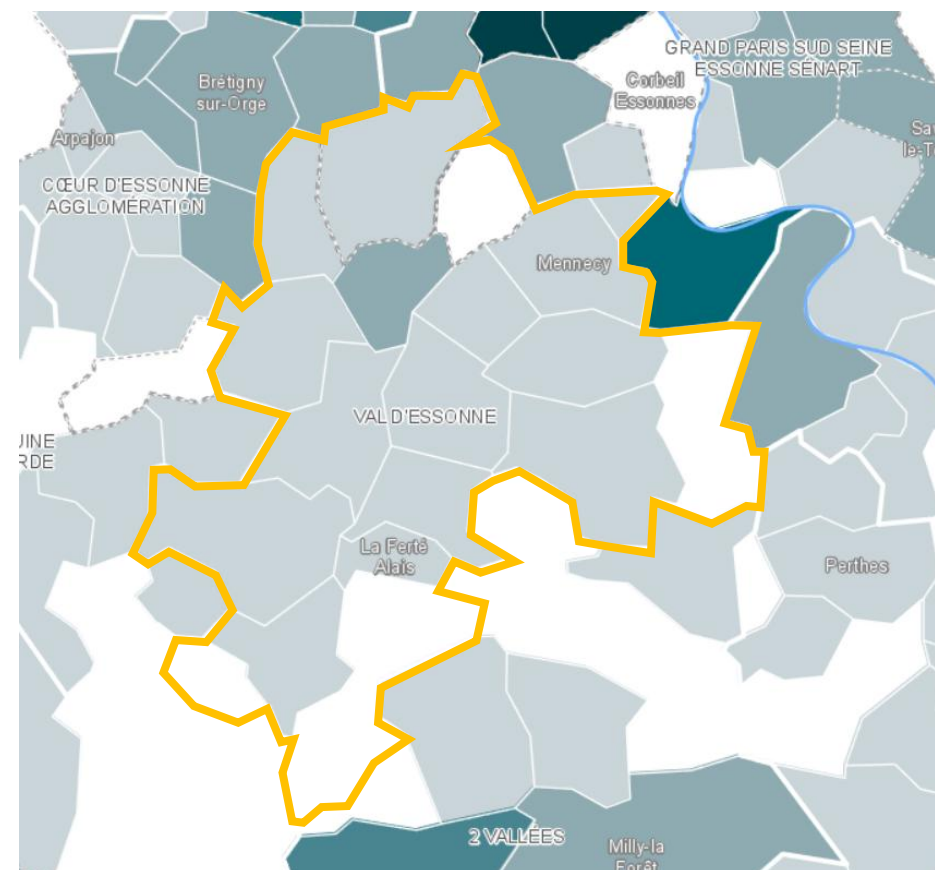 GRAND PARIS SUD SEINE
ESSONNE SÉNART
Corbeil
Essonnes
Brétigny
sur-Orge
Arpajon
CŒUR D'ESSONNE
AGGLOMÉRATION
Mennecy
VAL D'ESSONNE
La Ferté
Alais
Perthes
2 VALLÉES
Milly-la
Forêt